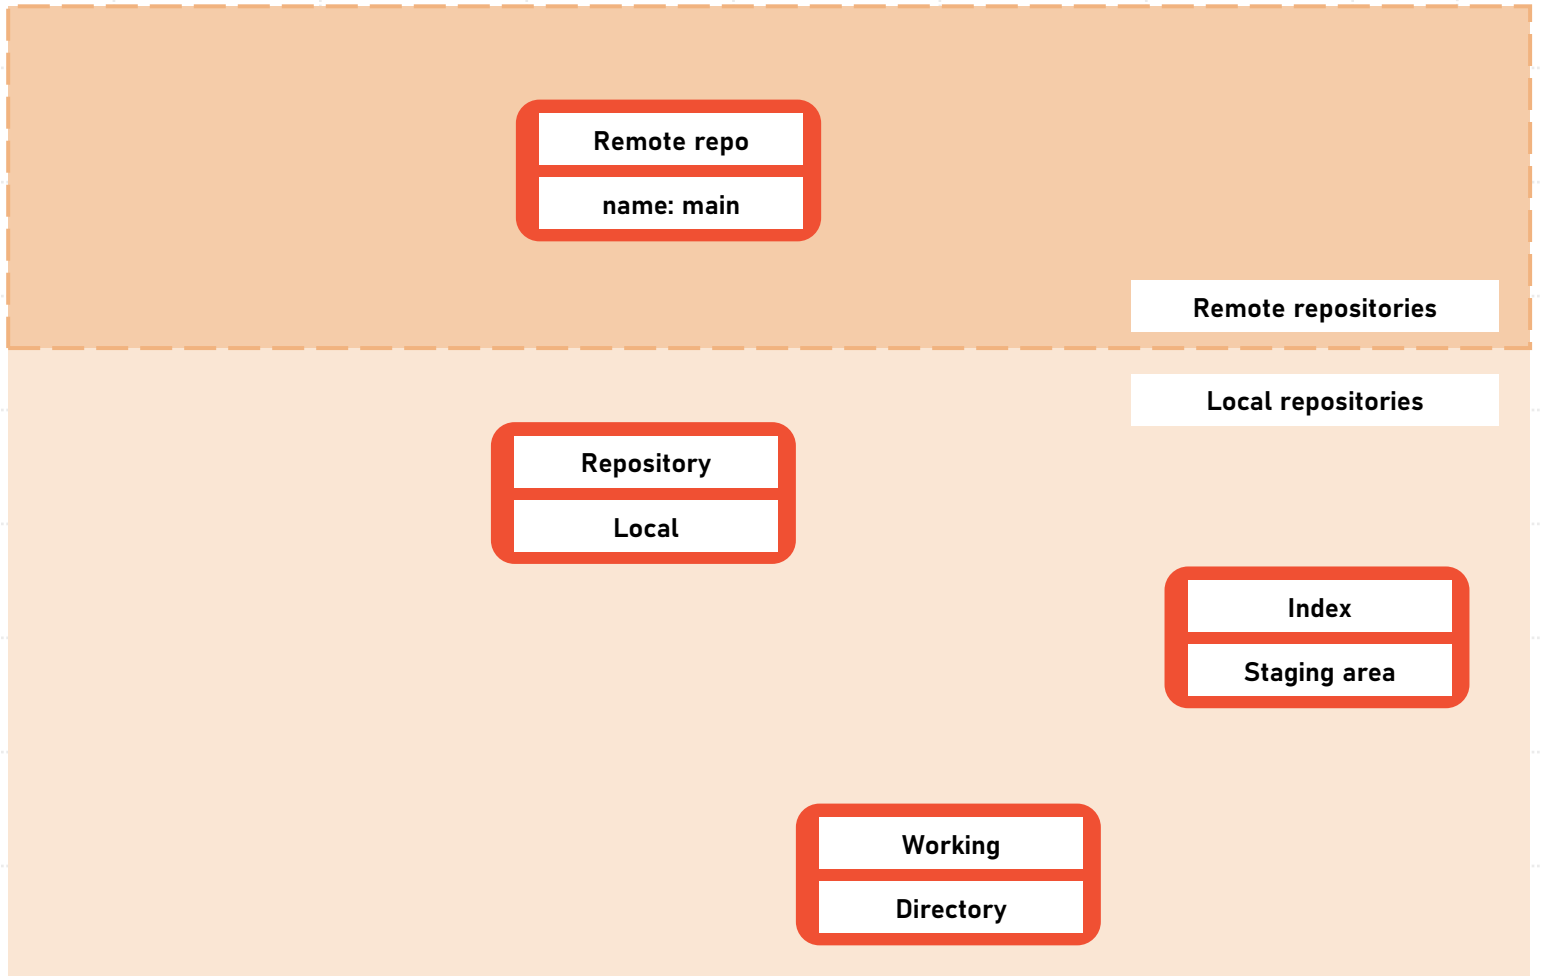 Remote repo
name: main
Remote repositories
Local repositories
Repository
Local
Index
Staging area
Working
Directory